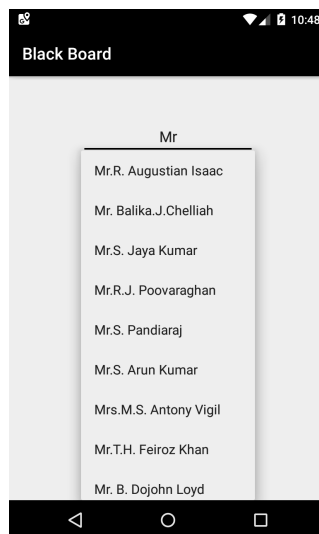 10:48
Black Board
Mr
Mr.R. Augustian Isaac
Mr. Balika.J.Chelliah
Mr.S. Jaya Kumar
Mr.R.J. Poovaraghan
Mr.S. Pandiaraj
Mr.S. Arun Kumar
Mrs.M.S. Antony Vigil
Mr.T.H. Feiroz Khan
Mr. B. Dojohn Loyd